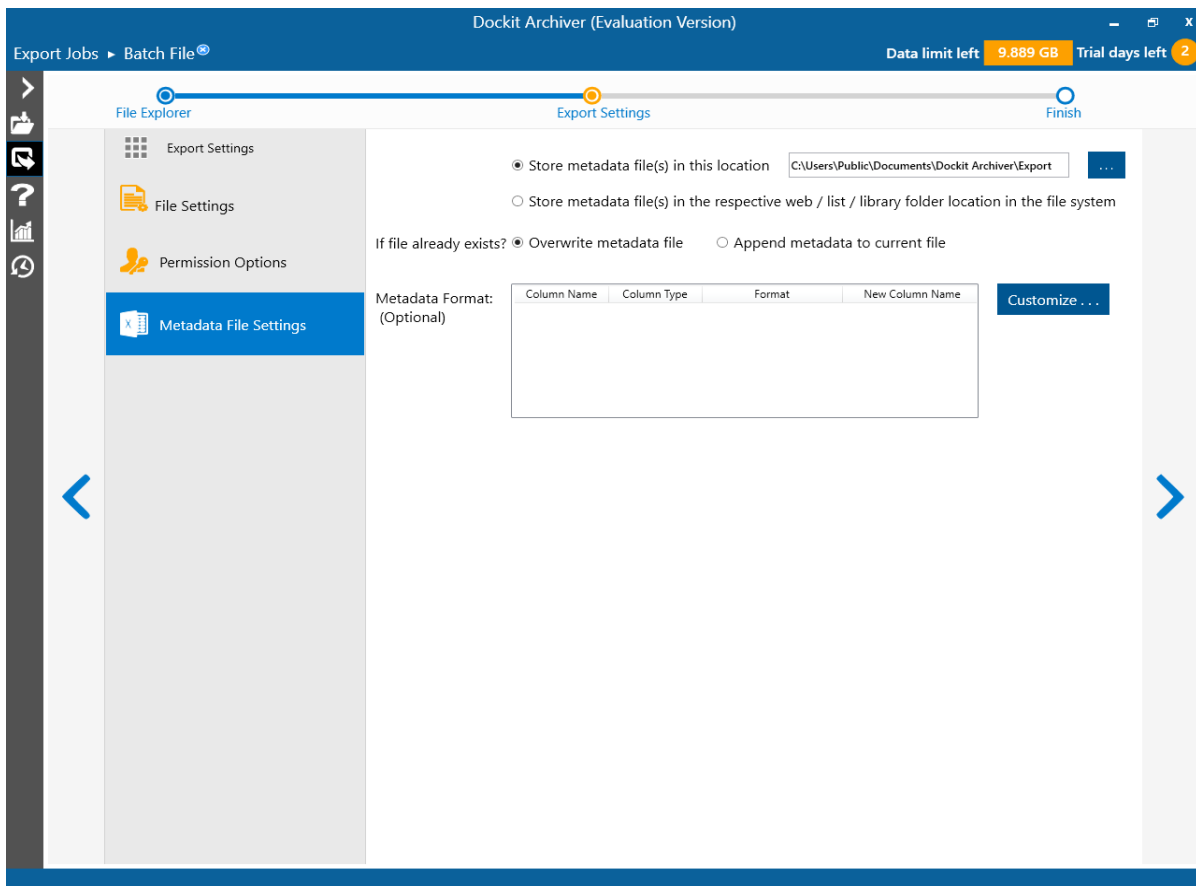 Dockit Archiver (Evaluation Version)
Export Jobs ▸ Batch File
Data limit left 9.889 GB Trial days left 2
File Explorer Export Settings Finish
Export Settings
File Settings
Permission Options
Metadata File Settings
Store metadata file(s) in this location C:\Users\Public\Documents\Dockit Archiver\Export ...
Store metadata file(s) in the respective web / list / library folder location in the file system
If file already exists? Overwrite metadata file Append metadata to current file
Metadata Format:
(Optional)
Column Name Column Type Format New Column Name
Customize . . .